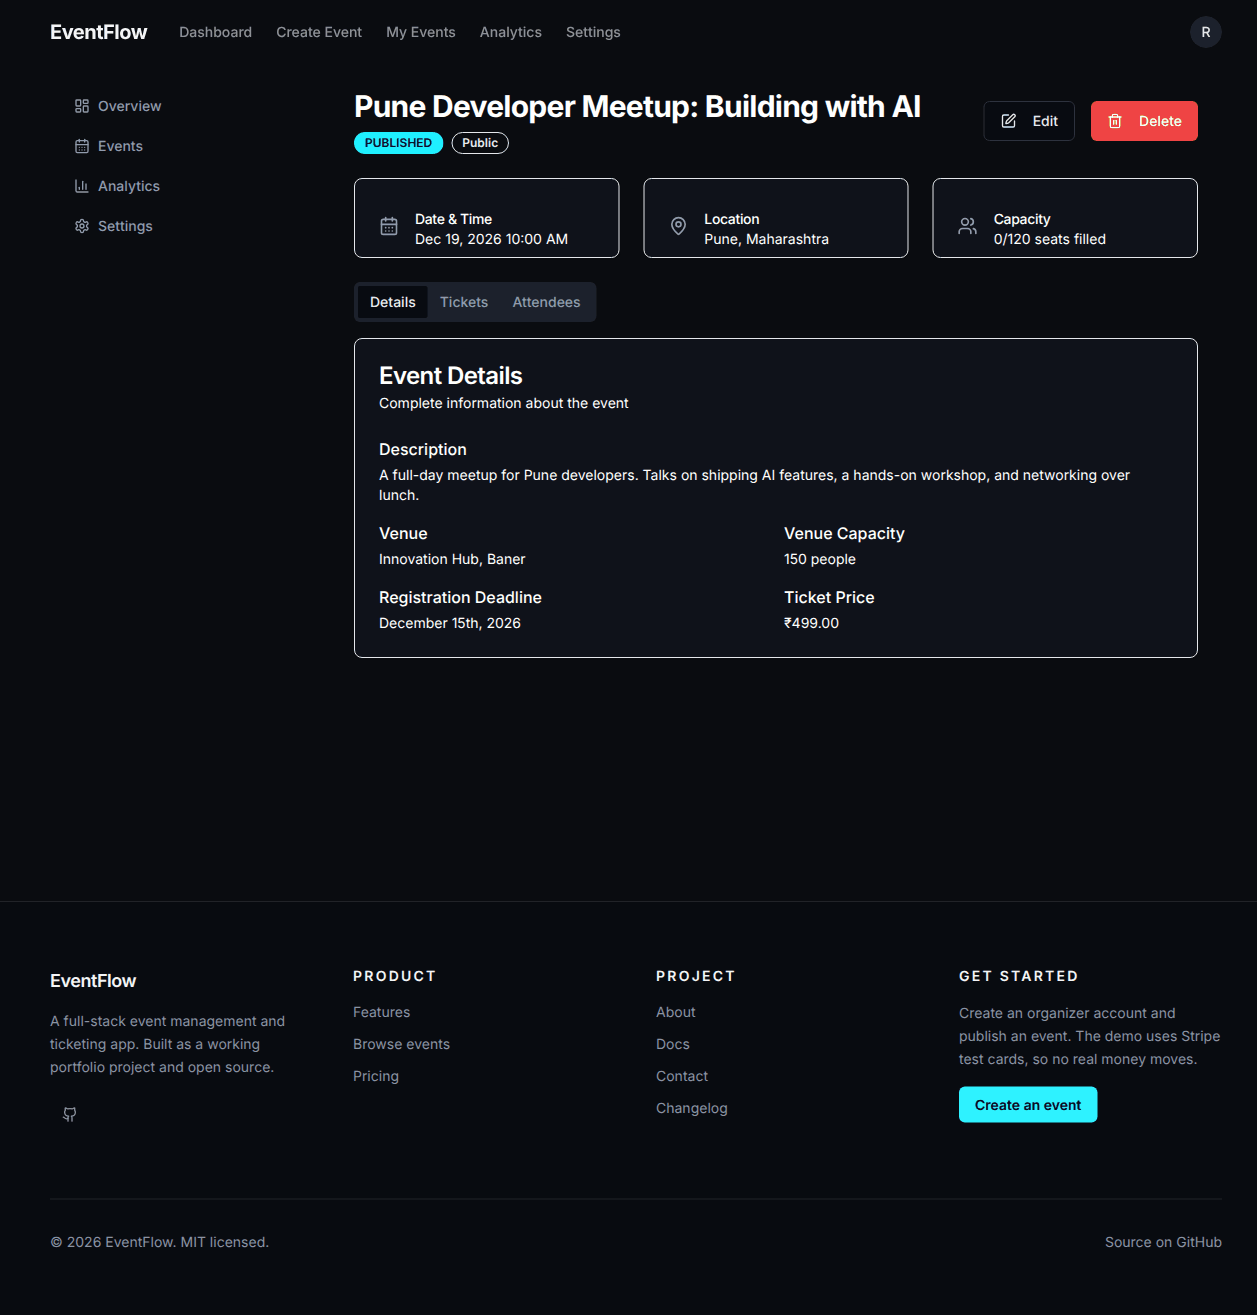 EventFlow
Dashboard
Create Event
My Events
Analytics
Settings
R
Overview
Events
Analytics
Settings
Pune Developer Meetup: Building with AI
PUBLISHED
Public
Edit
Delete
Date & Time
Dec 19, 2026 10:00 AM
Location
Pune, Maharashtra
Capacity
0/120 seats filled
Details
Tickets
Attendees
Event Details
Complete information about the event
Description
A full-day meetup for Pune developers. Talks on shipping AI features, a hands-on workshop, and networking over
lunch.
Venue
Innovation Hub, Baner
Venue Capacity
150 people
Registration Deadline
December 15th, 2026
Ticket Price
₹499.00
EventFlow
A full-stack event management and
ticketing app. Built as a working
portfolio project and open source.
PRODUCT
Features
Browse events
Pricing
PROJECT
About
Docs
Contact
Changelog
GET STARTED
Create an organizer account and
publish an event. The demo uses Stripe
test cards, so no real money moves.
Create an event
© 2026 EventFlow. MIT licensed.
Source on GitHub